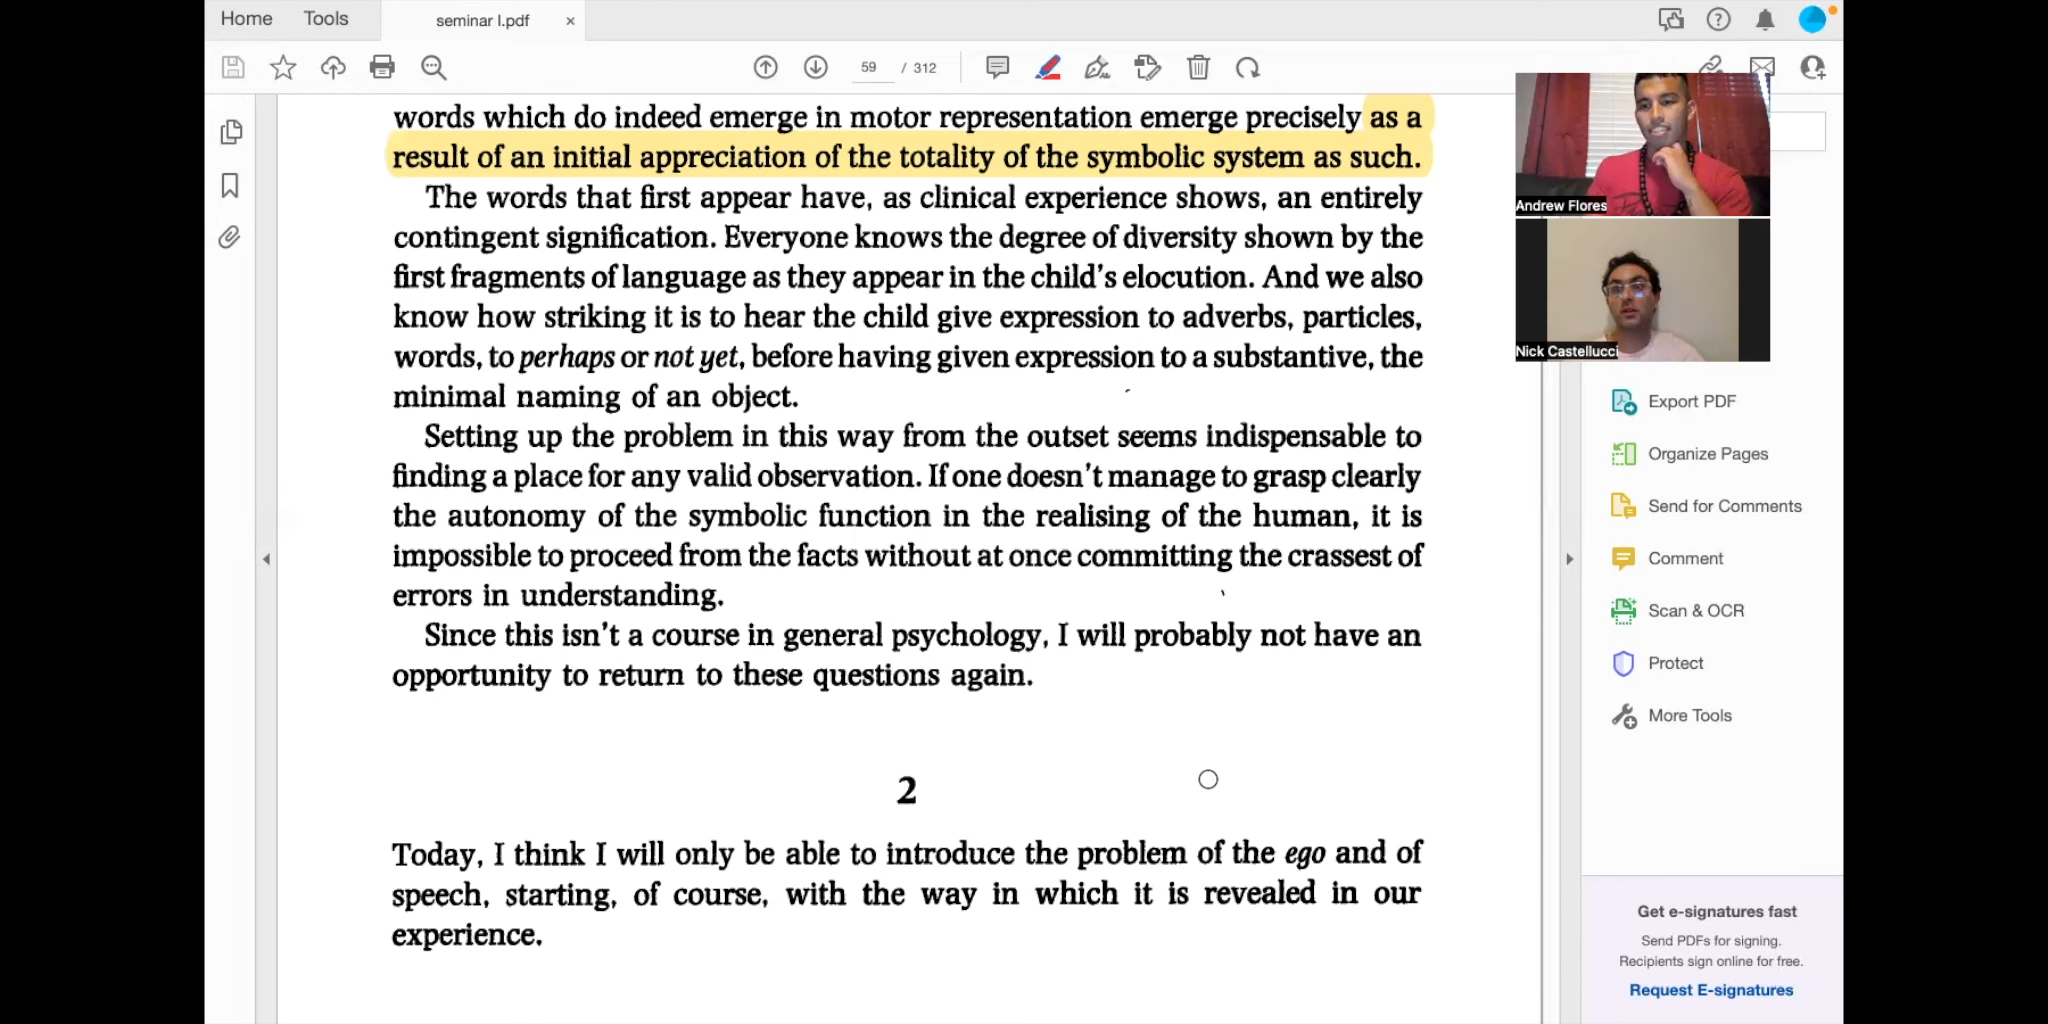 Home Tools seminar I.pdf ×
59 / 312
words which do indeed emerge in motor representation emerge precisely as a
result of an initial appreciation of the totality of the symbolic system as such.
The words that first appear have, as clinical experience shows, an entirely
contingent signification. Everyone knows the degree of diversity shown by the
first fragments of language as they appear in the child's elocution. And we also
know how striking it is to hear the child give expression to adverbs, particles,
words, to perhaps or not yet, before having given expression to a substantive, the
minimal naming of an object.
Setting up the problem in this way from the outset seems indispensable to
finding a place for any valid observation. If one doesn't manage to grasp clearly
the autonomy of the symbolic function in the realising of the human, it is
impossible to proceed from the facts without at once committing the crassest of
errors in understanding.
Since this isn't a course in general psychology, I will probably not have an
opportunity to return to these questions again.
2
Today, I think I will only be able to introduce the problem of the ego and of
speech, starting, of course, with the way in which it is revealed in our
experience.
Andrew Flores
Nick Castellucci
Export PDF
Organize Pages
Send for Comments
Comment
Scan & OCR
Protect
More Tools
Get e-signatures fast
Send PDFs for signing.
Recipients sign online for free.
Request E-signatures